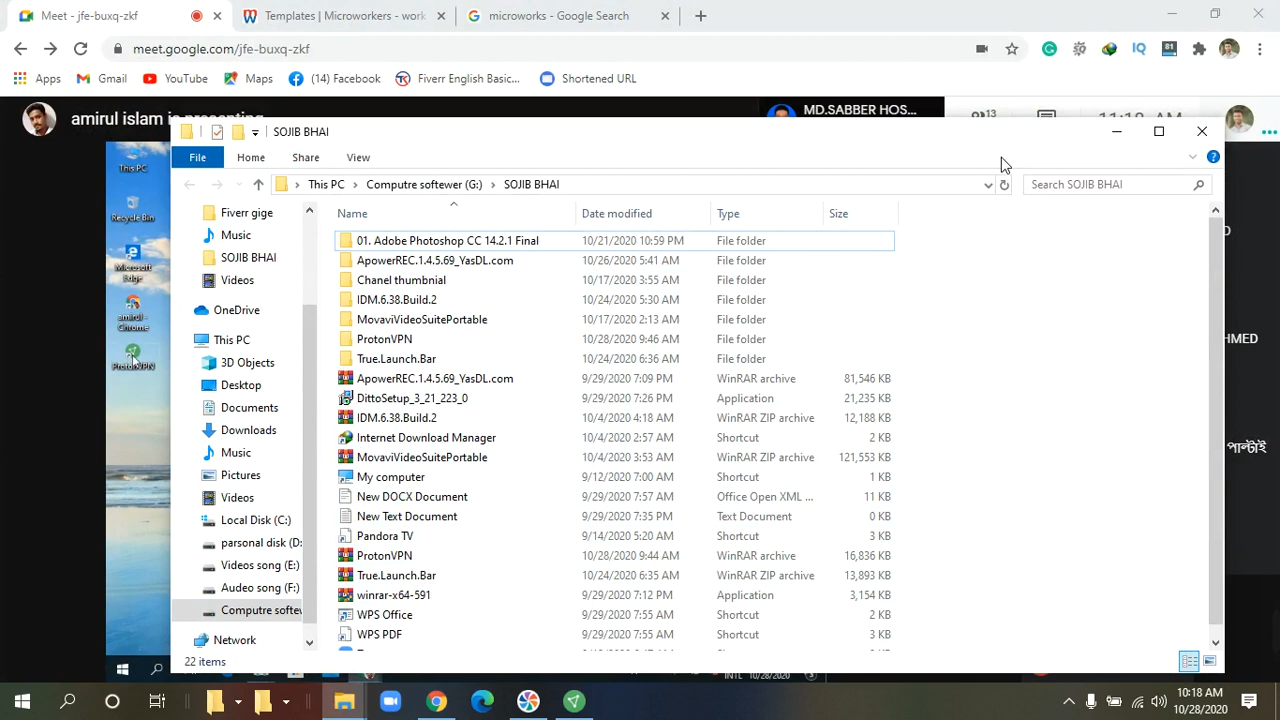 Meet - jfe-buxq-zkf
Templates | Microworkers - work
microworks - Google Search
meet.google.com/jfe-buxq-zkf
IQ
81
Apps
Gmail
YouTube
Maps
(14) Facebook
Fiverr English Basic...
Shortened URL
MD.SABBER HOS...
13
SOJIB BHAI
File
Home
Share
View
This PC
Computre softewer (G:)
SOJIB BHAI
Search SOJIB BHAI
This PC
Recycle Bin
Microsoft
Edge
amirul -
Chrome
ProtonVPN
Fiverr gige
Music
SOJIB BHAI
Videos
OneDrive
This PC
3D Objects
Desktop
Documents
Downloads
Music
Pictures
Videos
Local Disk (C:)
parsonal disk (D:
Videos song (E:)
Audeo song (F:)
Computre softew
Network
Name
Date modified
Type
Size
01. Adobe Photoshop CC 14.2.1 Final 10/21/2020 10:59 PM File folder
ApowerREC.1.4.5.69_YasDL.com 10/26/2020 5:41 AM File folder
Chanel thumbnial 10/17/2020 3:55 AM File folder
IDM.6.38.Build.2 10/24/2020 5:30 AM File folder
MovaviVideoSuitePortable 10/17/2020 2:13 AM File folder
ProtonVPN 10/28/2020 9:46 AM File folder
True.Launch.Bar 10/24/2020 6:36 AM File folder
ApowerREC.1.4.5.69_YasDL.com 9/29/2020 7:09 PM WinRAR archive 81,546 KB
DittoSetup_3_21_223_0 9/29/2020 7:26 PM Application 21,235 KB
IDM.6.38.Build.2 10/4/2020 4:18 AM WinRAR ZIP archive 12,188 KB
Internet Download Manager 10/4/2020 2:57 AM Shortcut 2 KB
MovaviVideoSuitePortable 10/4/2020 3:53 AM WinRAR ZIP archive 121,553 KB
My computer 9/12/2020 7:00 AM Shortcut 1 KB
New DOCX Document 9/29/2020 7:57 AM Office Open XML ... 11 KB
New Text Document 9/29/2020 7:35 PM Text Document 0 KB
Pandora TV 9/14/2020 5:20 AM Shortcut 3 KB
ProtonVPN 10/28/2020 9:44 AM WinRAR archive 16,836 KB
True.Launch.Bar 10/24/2020 6:35 AM WinRAR ZIP archive 13,893 KB
winrar-x64-591 9/29/2020 7:12 PM Application 3,154 KB
WPS Office 9/29/2020 7:55 AM Shortcut 2 KB
WPS PDF 9/29/2020 7:55 AM Shortcut 3 KB
22 items
HMED
পাল্টাই
INTL 10/28/2020
10:18 AM
10/28/2020